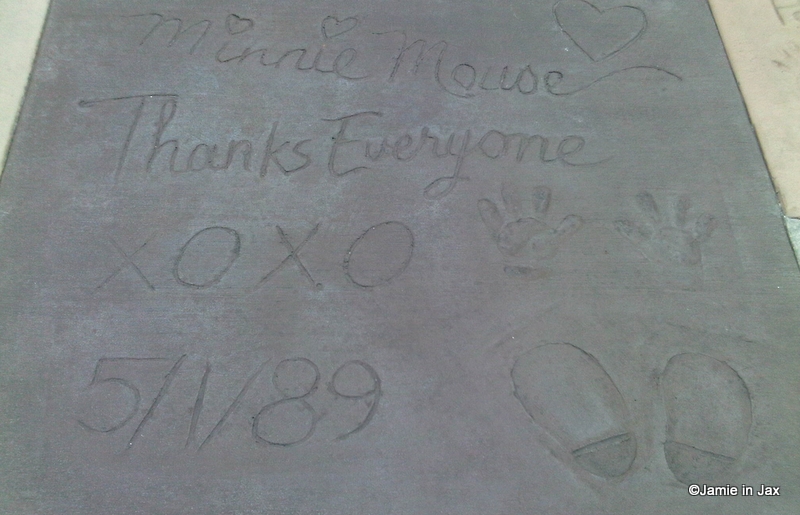 Minnie Mouse
Thanks Everyone
XOXO
5/1/89
©Jamie in Jax